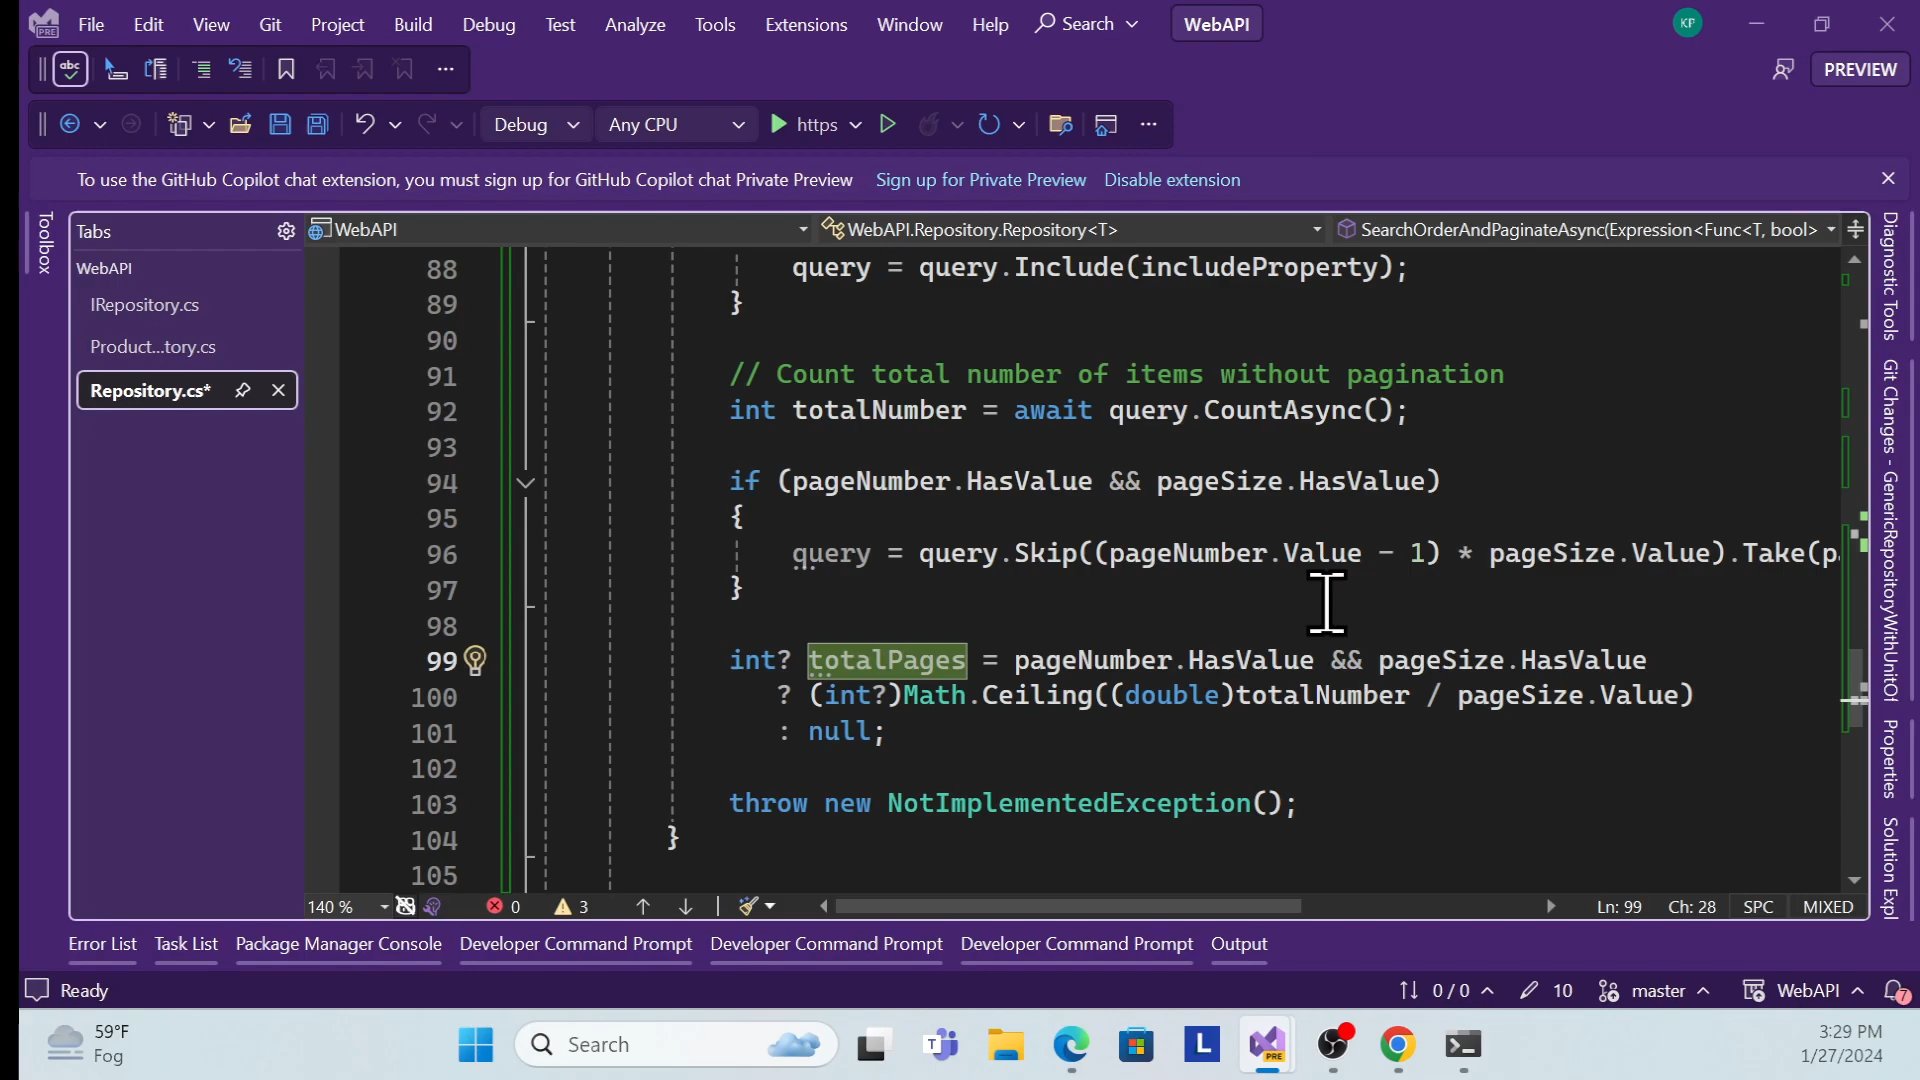 File Edit View Git Project Build Debug Test Analyze Tools Extensions Window Help Search WebAPI KP
PRE abc PREVIEW
Debug Any CPU https
To use the GitHub Copilot chat extension, you must sign up for GitHub Copilot chat Private Preview Sign up for Private Preview Disable extension
Toolbox
Tabs
WebAPI
IRepository.cs
Product...tory.cs
Repository.cs*
WebAPI WebAPI.Repository.Repository<T> SearchOrderAndPaginateAsync(Expression<Func<T, bool>
88 query = query.Include(includeProperty);
89 }
90
91 // Count total number of items without pagination
92 int totalNumber = await query.CountAsync();
93
94 if (pageNumber.HasValue && pageSize.HasValue)
95 {
96 query = query.Skip((pageNumber.Value - 1) * pageSize.Value).Take(p
97 }
98
99 int? totalPages = pageNumber.HasValue && pageSize.HasValue
100 ? (int?)Math.Ceiling((double)totalNumber / pageSize.Value)
101 : null;
102
103 throw new NotImplementedException();
104 }
105
Diagnostic Tools
Git Changes - GenericRepositoryWithUnitOf
Properties
Solution Expl
140 % 0 3 Ln: 99 Ch: 28 SPC MIXED
Error List Task List Package Manager Console Developer Command Prompt Developer Command Prompt Developer Command Prompt Output
Ready 0 / 0 10 master WebAPI 7
59°F
Fog
Search
T
L
PRE
3:29 PM
1/27/2024